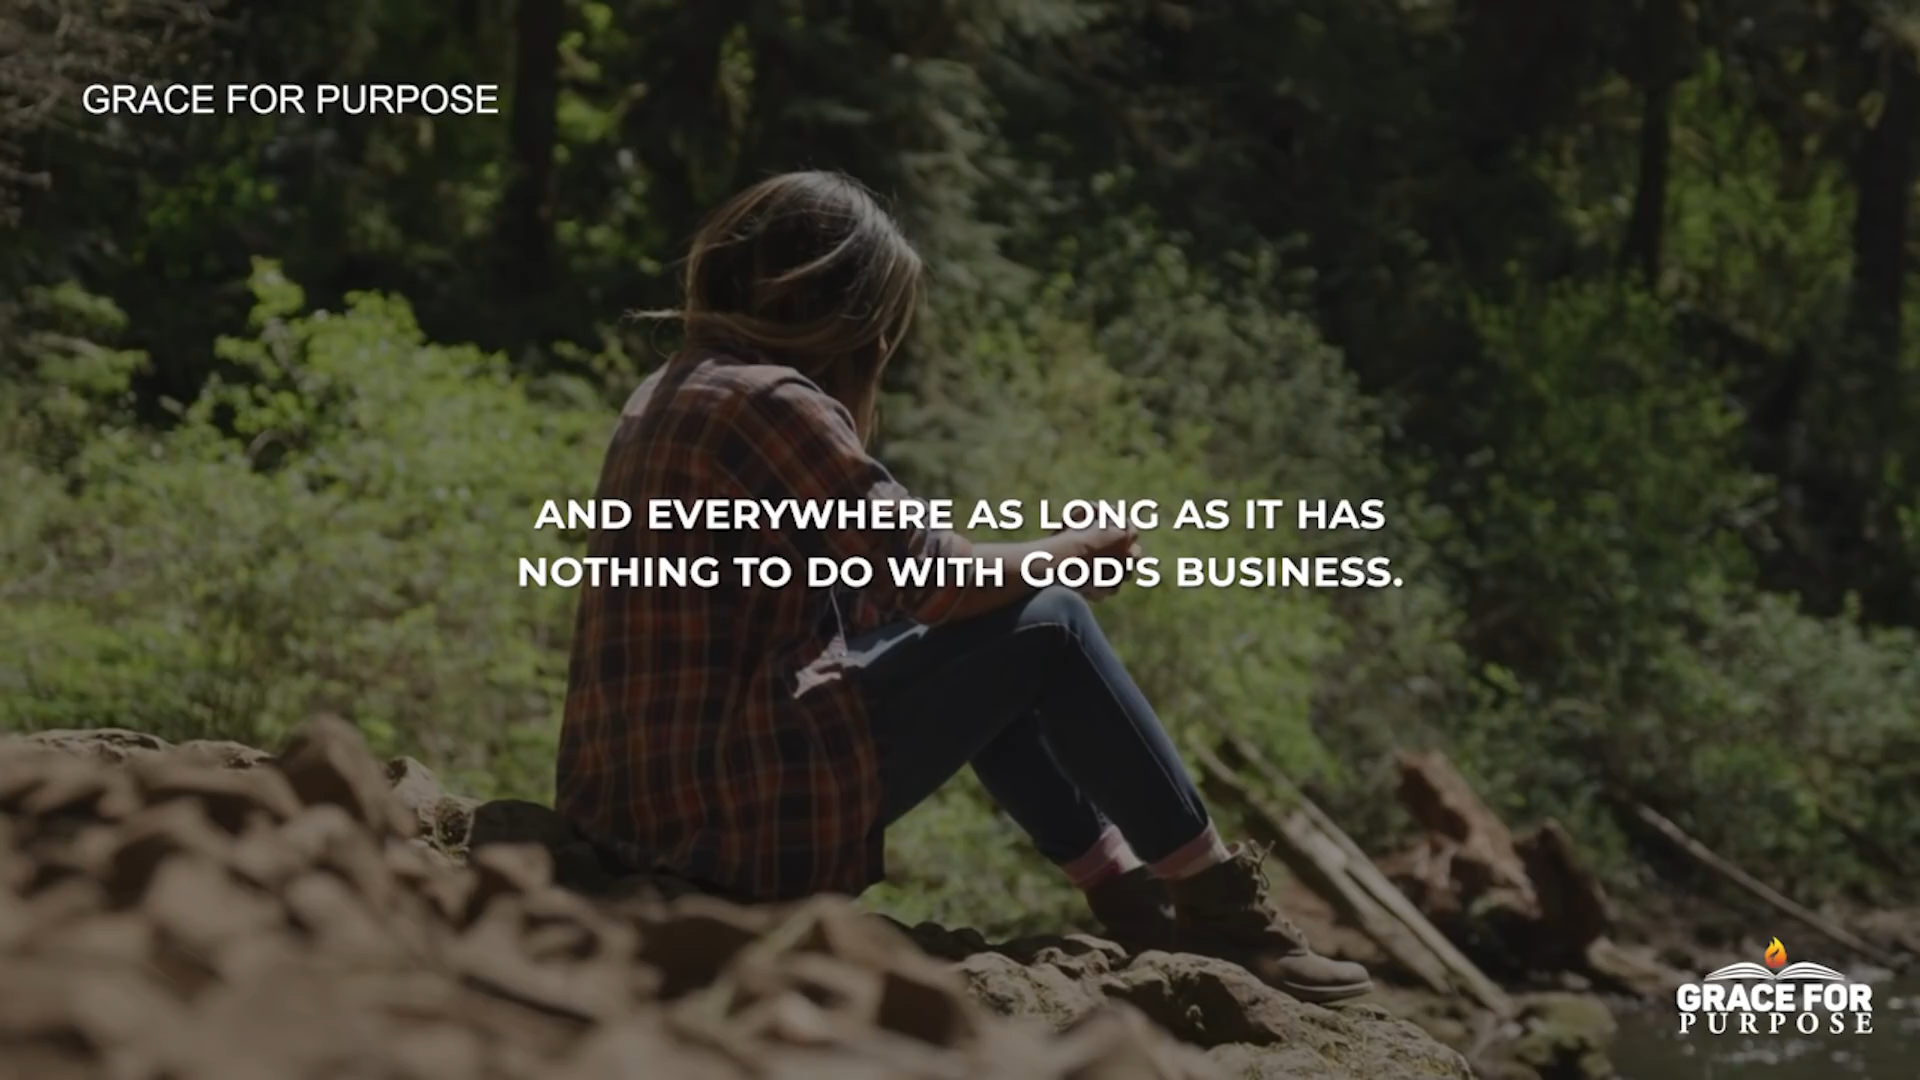 GRACE FOR PURPOSE
AND EVERYWHERE AS LONG AS IT HAS
NOTHING TO DO WITH GOD'S BUSINESS.
GRACE FOR
PURPOSE